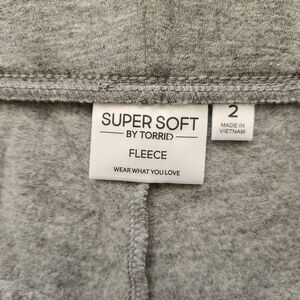 SUPER SOFT
BY TORRID
FLEECE
WEAR WHAT YOU LOVE
2
MADE IN
VIETNAM